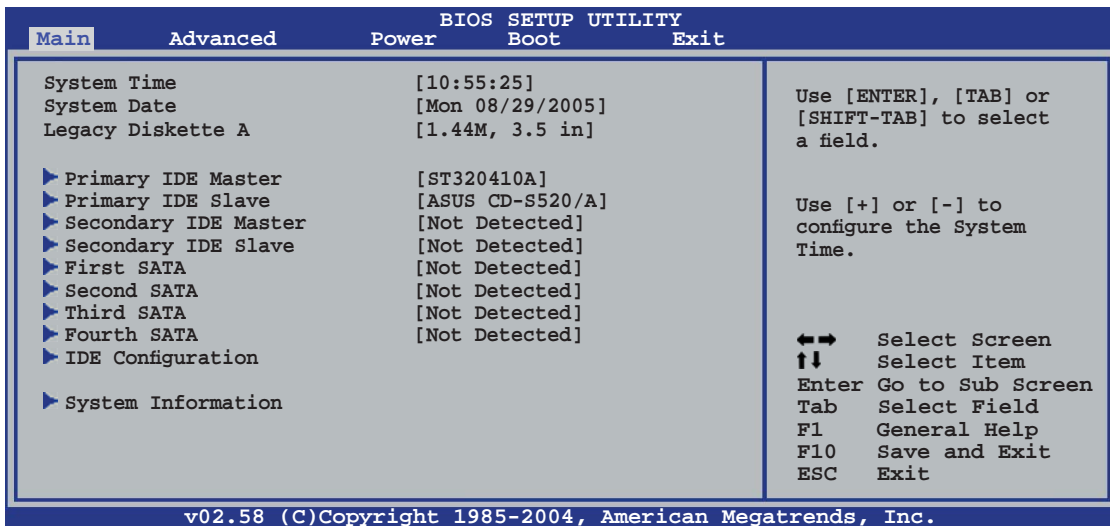 BIOS SETUP UTILITY
Main Advanced Power Boot Exit
System Time [10:55:25]
System Date [Mon 08/29/2005]
Legacy Diskette A [1.44M, 3.5 in]
Primary IDE Master [ST320410A]
Primary IDE Slave [ASUS CD-S520/A]
Secondary IDE Master [Not Detected]
Secondary IDE Slave [Not Detected]
First SATA [Not Detected]
Second SATA [Not Detected]
Third SATA [Not Detected]
Fourth SATA [Not Detected]
IDE Configuration
System Information
Use [ENTER], [TAB] or
[SHIFT-TAB] to select
a field.
Use [+] or [-] to
configure the System
Time.
←→ Select Screen
↑↓ Select Item
Enter Go to Sub Screen
Tab Select Field
F1 General Help
F10 Save and Exit
ESC Exit
v02.58 (C)Copyright 1985-2004, American Megatrends, Inc.